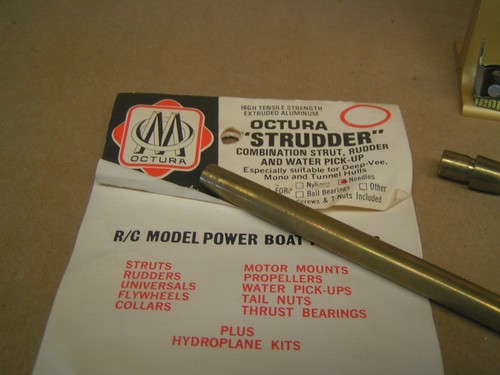 HIGH TENSILE STRENGTH
EXTRUDED ALUMINUM
OCTURA
"STRUDDER"
COMBINATION STRUT, RUDDER
AND WATER PICK-UP
Especially suitable for Deep-Vee,
Mono and Tunnel Hulls
FOR: Needles
Ball Bearings Other
Screws & T Nuts Included
OCTURA
R/C MODEL POWER BOAT
STRUTS
RUDDERS
UNIVERSALS
FLYWHEELS
COLLARS
MOTOR MOUNTS
PROPELLERS
WATER PICK-UPS
TAIL NUTS
THRUST BEARINGS
PLUS
HYDROPLANE KITS